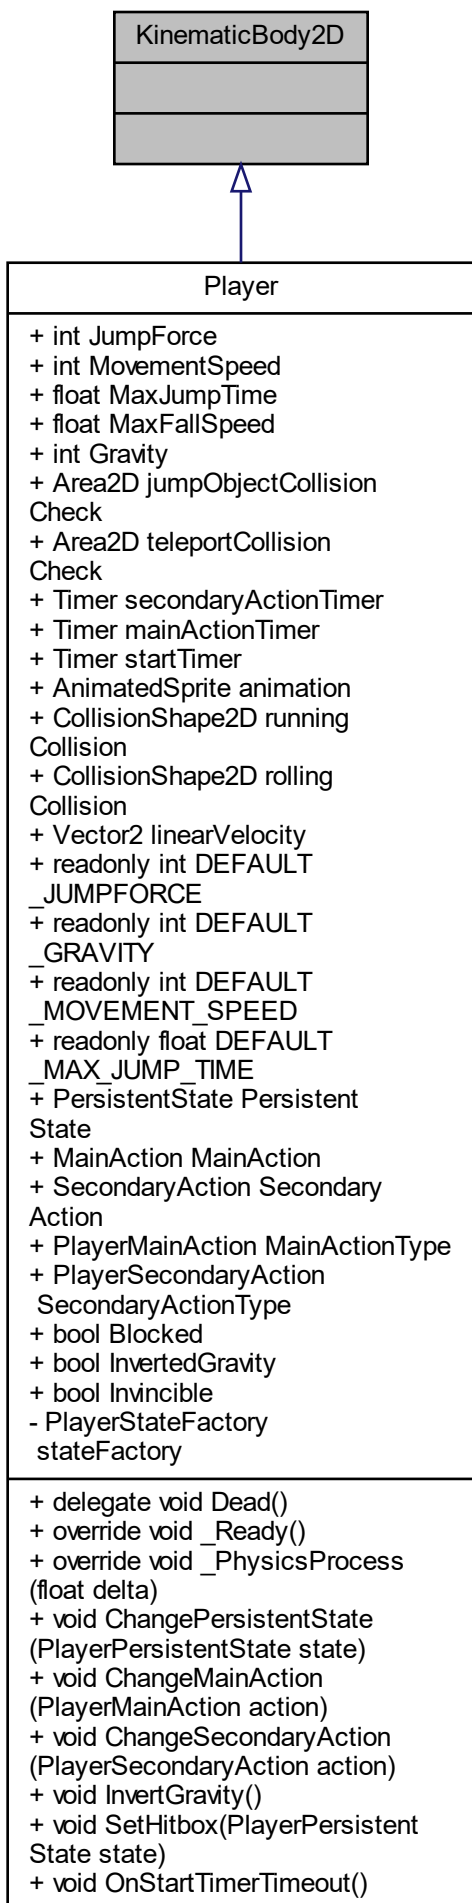 KinematicBody2D
Player
+ int JumpForce
+ int MovementSpeed
+ float MaxJumpTime
+ float MaxFallSpeed
+ int Gravity
+ Area2D jumpObjectCollision
Check
+ Area2D teleportCollision
Check
+ Timer secondaryActionTimer
+ Timer mainActionTimer
+ Timer startTimer
+ AnimatedSprite animation
+ CollisionShape2D running
Collision
+ CollisionShape2D rolling
Collision
+ Vector2 linearVelocity
+ readonly int DEFAULT
_JUMPFORCE
+ readonly int DEFAULT
_GRAVITY
+ readonly int DEFAULT
_MOVEMENT_SPEED
+ readonly float DEFAULT
_MAX_JUMP_TIME
+ PersistentState Persistent
State
+ MainAction MainAction
+ SecondaryAction Secondary
Action
+ PlayerMainAction MainActionType
+ PlayerSecondaryAction
SecondaryActionType
+ bool Blocked
+ bool InvertedGravity
+ bool Invincible
- PlayerStateFactory
stateFactory
+ delegate void Dead()
+ override void _Ready()
+ override void _PhysicsProcess
(float delta)
+ void ChangePersistentState
(PlayerPersistentState state)
+ void ChangeMainAction
(PlayerMainAction action)
+ void ChangeSecondaryAction
(PlayerSecondaryAction action)
+ void InvertGravity()
+ void SetHitbox(PlayerPersistent
State state)
+ void OnStartTimerTimeout()